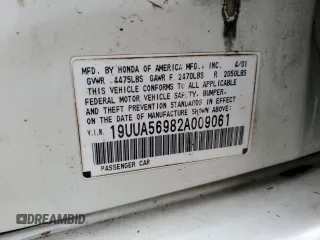 MFD. BY HONDA OF AMERICA MFG., INC. 4/01
GVWR 4475LBS GAWR F 2470LBS R 2050LBS
THIS VEHICLE CONFORMS TO ALL APPLICABLE
FEDERAL MOTOR VEHICLE SAFETY, BUMPER,
AND THEFT PREVENTION STANDARDS IN EFFECT
ON THE DATE OF MANUFACTURE SHOWN ABOVE.
V.I.N. 19UUA56982A009061
PASSENGER CAR
DREAMBID